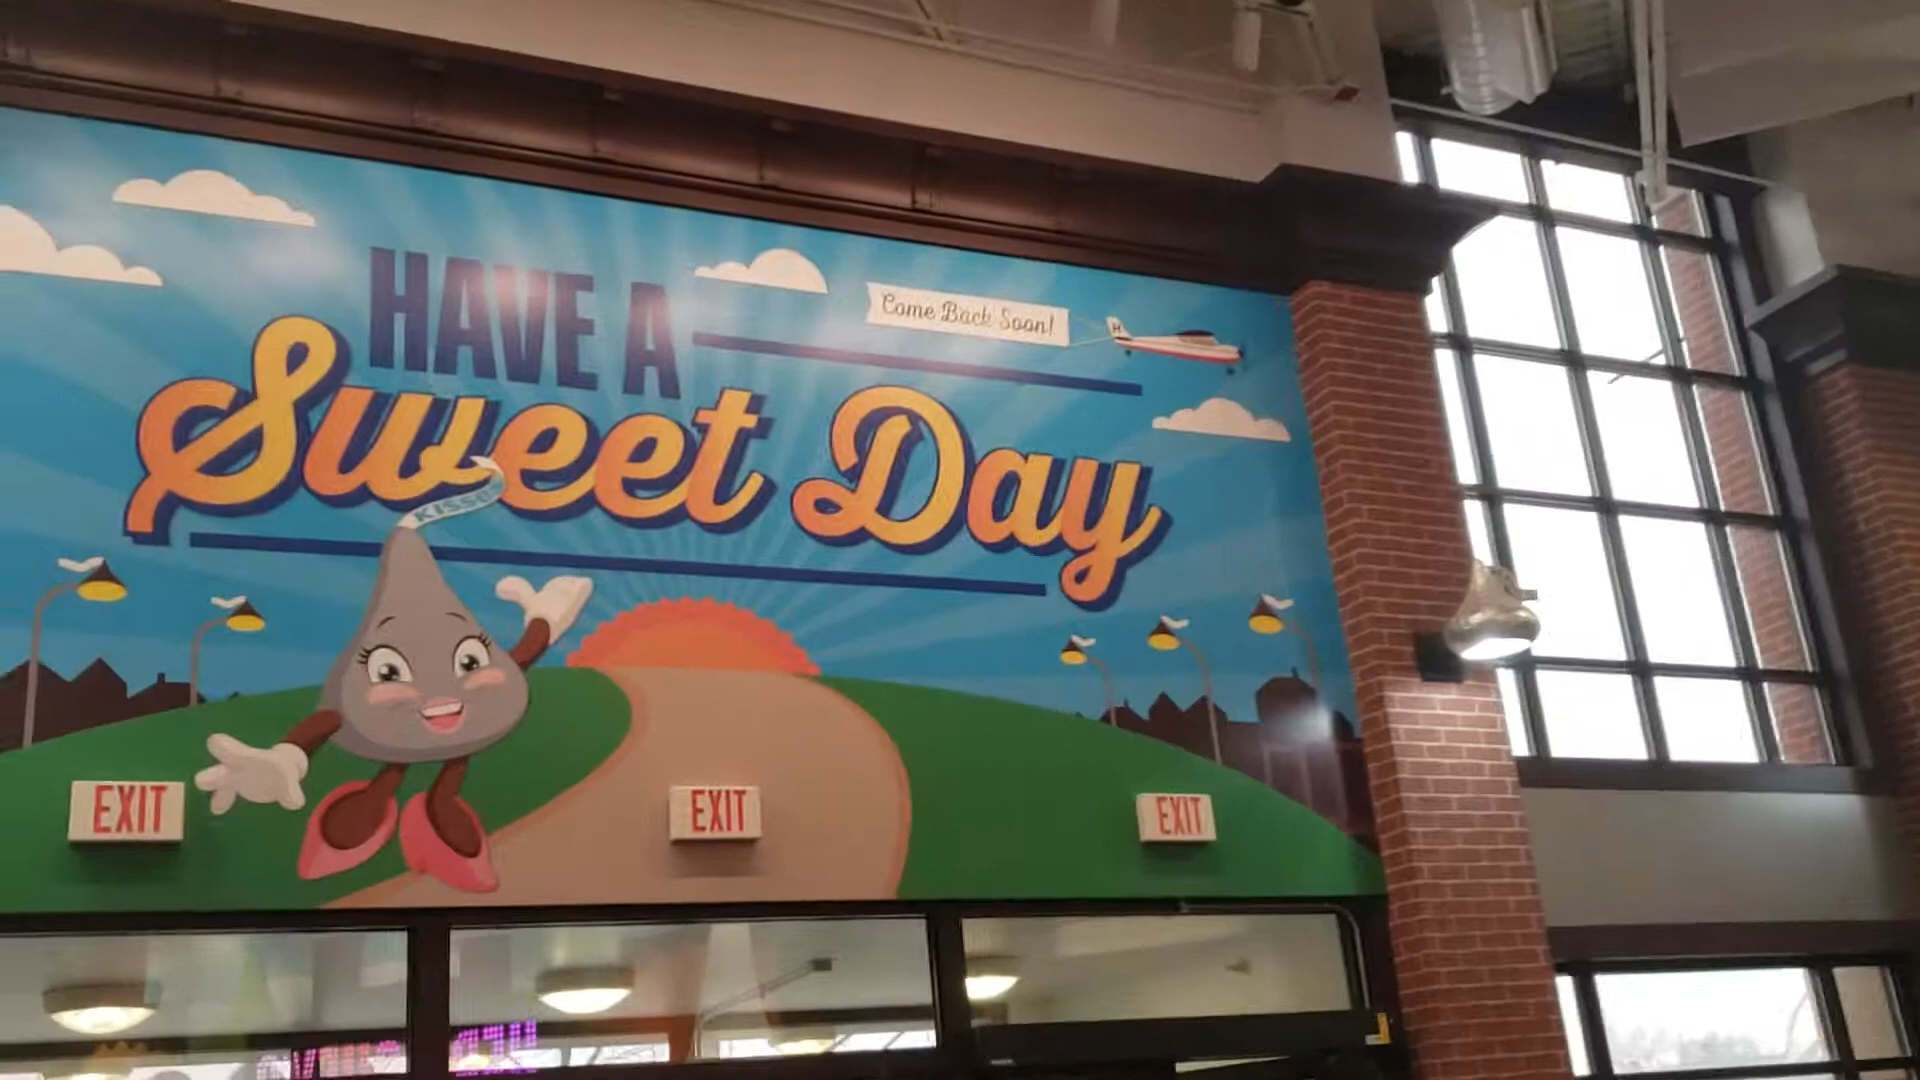 HAVE A
Come Back Soon!
H
Sweet Day
KISSES
EXIT
EXIT
EXIT